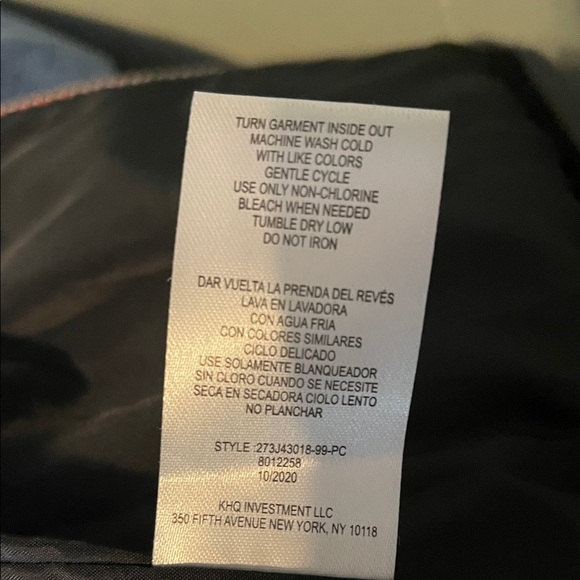 TURN GARMENT INSIDE OUT
MACHINE WASH COLD
WITH LIKE COLORS
GENTLE CYCLE
USE ONLY NON-CHLORINE
BLEACH WHEN NEEDED
TUMBLE DRY LOW
DO NOT IRON
DAR VUELTA LA PRENDA DEL REVÉS
LAVA EN LAVADORA
CON AGUA FRIA
CON COLORES SIMILARES
CICLO DELICADO
USE SOLAMENTE BLANQUEADOR
SIN CLORO CUANDO SE NECESITE
SECA EN SECADORA CIOLO LENTO
NO PLANCHAR
STYLE :273J43018-99-PC
8012258
10/2020
KHQ INVESTMENT LLC
350 FIFTH AVENUE NEW YORK, NY 10118